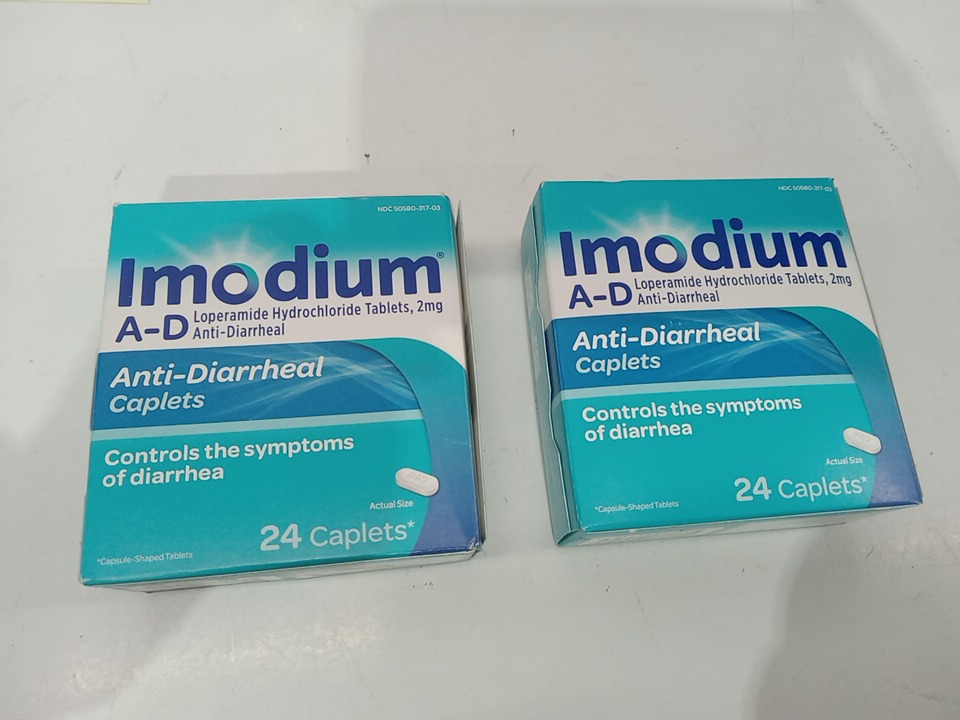 NDC 50580-317-03
Imodium®
A-D Loperamide Hydrochloride Tablets, 2mg
Anti-Diarrheal
Anti-Diarrheal
Caplets
Controls the symptoms
of diarrhea
Actual Size
24 Caplets*
*Capsule-Shaped Tablets
NDC 50580-317-03
Imodium®
A-D Loperamide Hydrochloride Tablets, 2mg
Anti-Diarrheal
Anti-Diarrheal
Caplets
Controls the symptoms
of diarrhea
Actual Size
24 Caplets*
*Capsule-Shaped Tablets